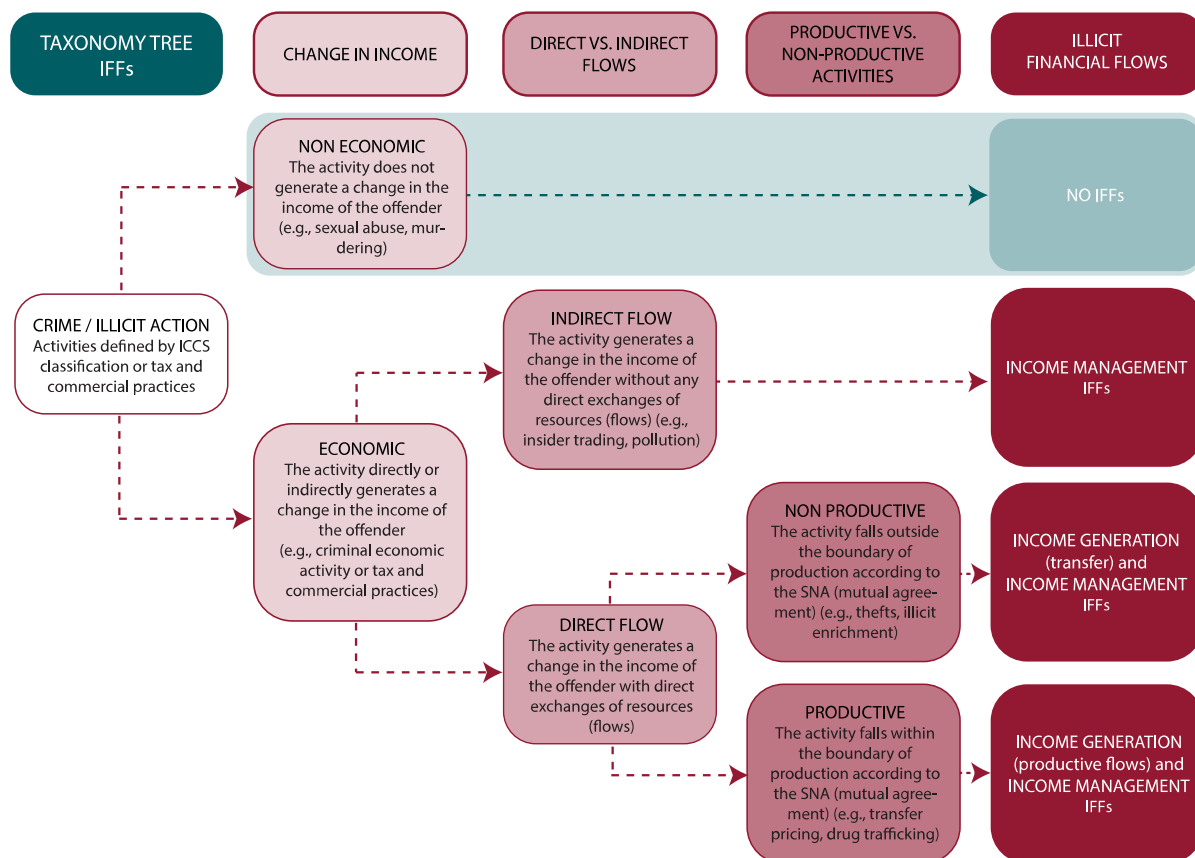 TAXONOMY TREE
IFFs
CHANGE IN INCOME
DIRECT VS. INDIRECT
FLOWS
PRODUCTIVE VS.
NON-PRODUCTIVE
ACTIVITIES
ILLICIT
FINANCIAL FLOWS
NON ECONOMIC
The activity does not
generate a change in the
income of the offender
(e.g., sexual abuse, mur-
dering)
NO IFFs
CRIME / ILLICIT ACTION
Activities defined by ICCS
classification or tax and
commercial practices
INDIRECT FLOW
The activity generates a
change in the income of
the offender without any
direct exchanges of
resources (flows) (e.g.,
insider trading, pollution)
INCOME MANAGEMENT
IFFs
ECONOMIC
The activity directly or
indirectly generates a
change in the income of
the offender
(e.g., criminal economic
activity or tax and
commercial practices)
NON PRODUCTIVE
The activity falls outside
the boundary of
production according to
the SNA (mutual agree-
ment) (e.g., thefts, illicit
enrichment)
INCOME GENERATION
(transfer) and
INCOME MANAGEMENT
IFFs
DIRECT FLOW
The activity generates a
change in the income of
the offender with direct
exchanges of resources
(flows)
PRODUCTIVE
The activity falls within
the boundary of
production according to
the SNA (mutual agree-
ment) (e.g., transfer
pricing, drug trafficking)
INCOME GENERATION
(productive flows) and
INCOME MANAGEMENT
IFFs